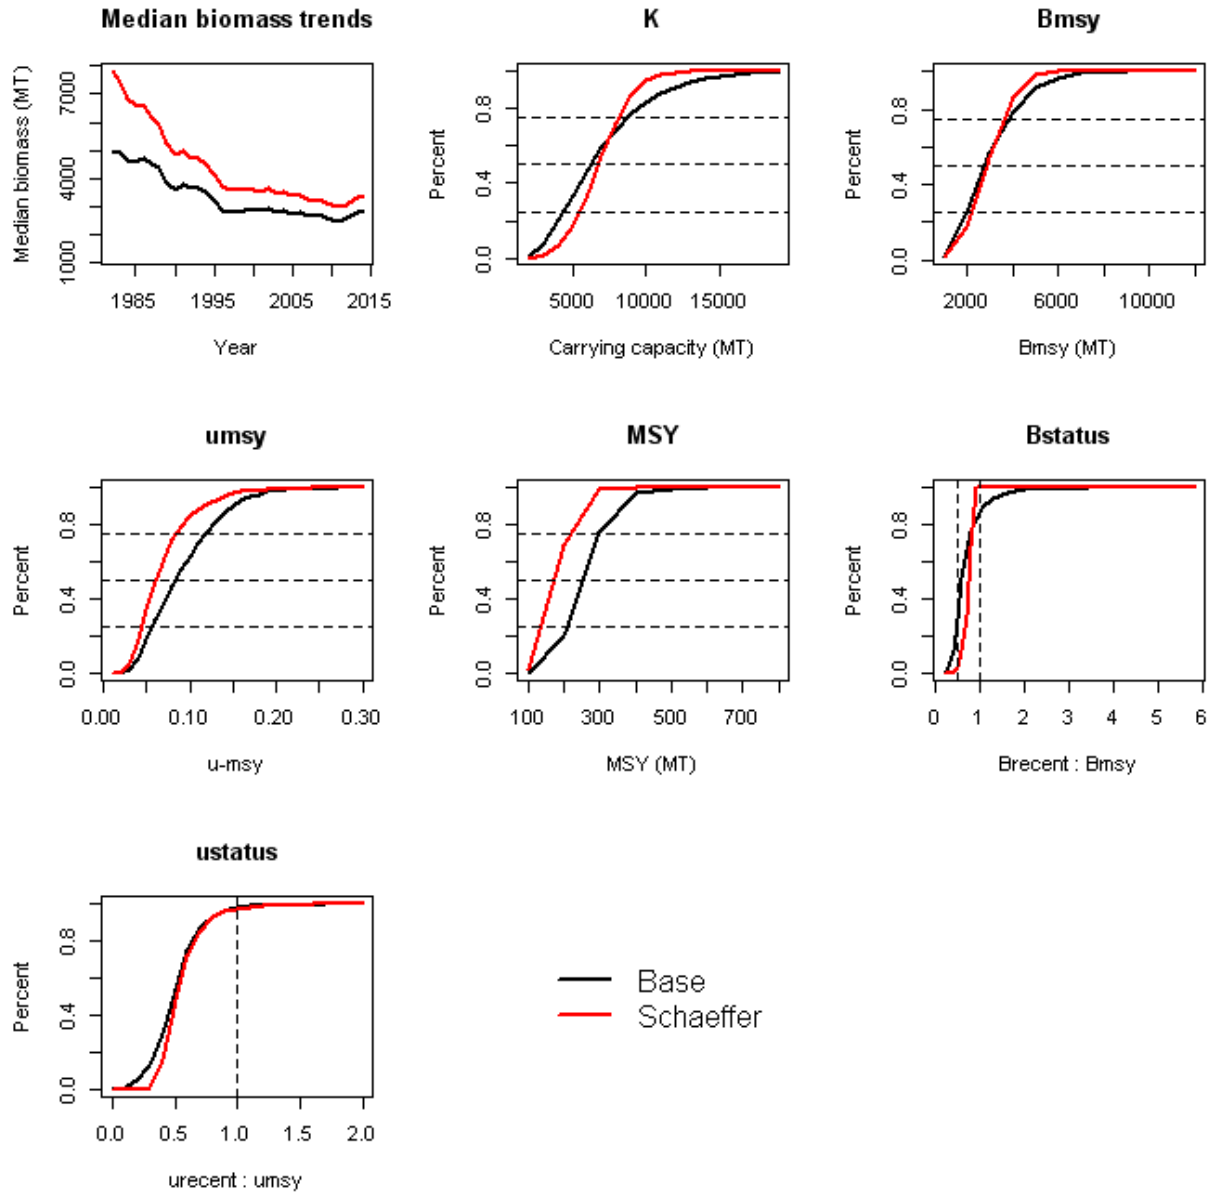 Median biomass trends
Median biomass (MT)
1000 4000 7000
1985 1995 2005 2015
Year
K
Percent
0.0 0.4 0.8
5000 10000 15000
Carrying capacity (MT)
Bmsy
Percent
0.0 0.4 0.8
2000 6000 10000
Bmsy (MT)
umsy
Percent
0.0 0.4 0.8
0.00 0.10 0.20 0.30
u-msy
MSY
Percent
0.0 0.4 0.8
100 300 500 700
MSY (MT)
Bstatus
Percent
0.0 0.4 0.8
0 1 2 3 4 5 6
Brecent : Bmsy
ustatus
Percent
0.0 0.4 0.8
0.0 0.5 1.0 1.5 2.0
urecent : umsy
Base
Schaeffer